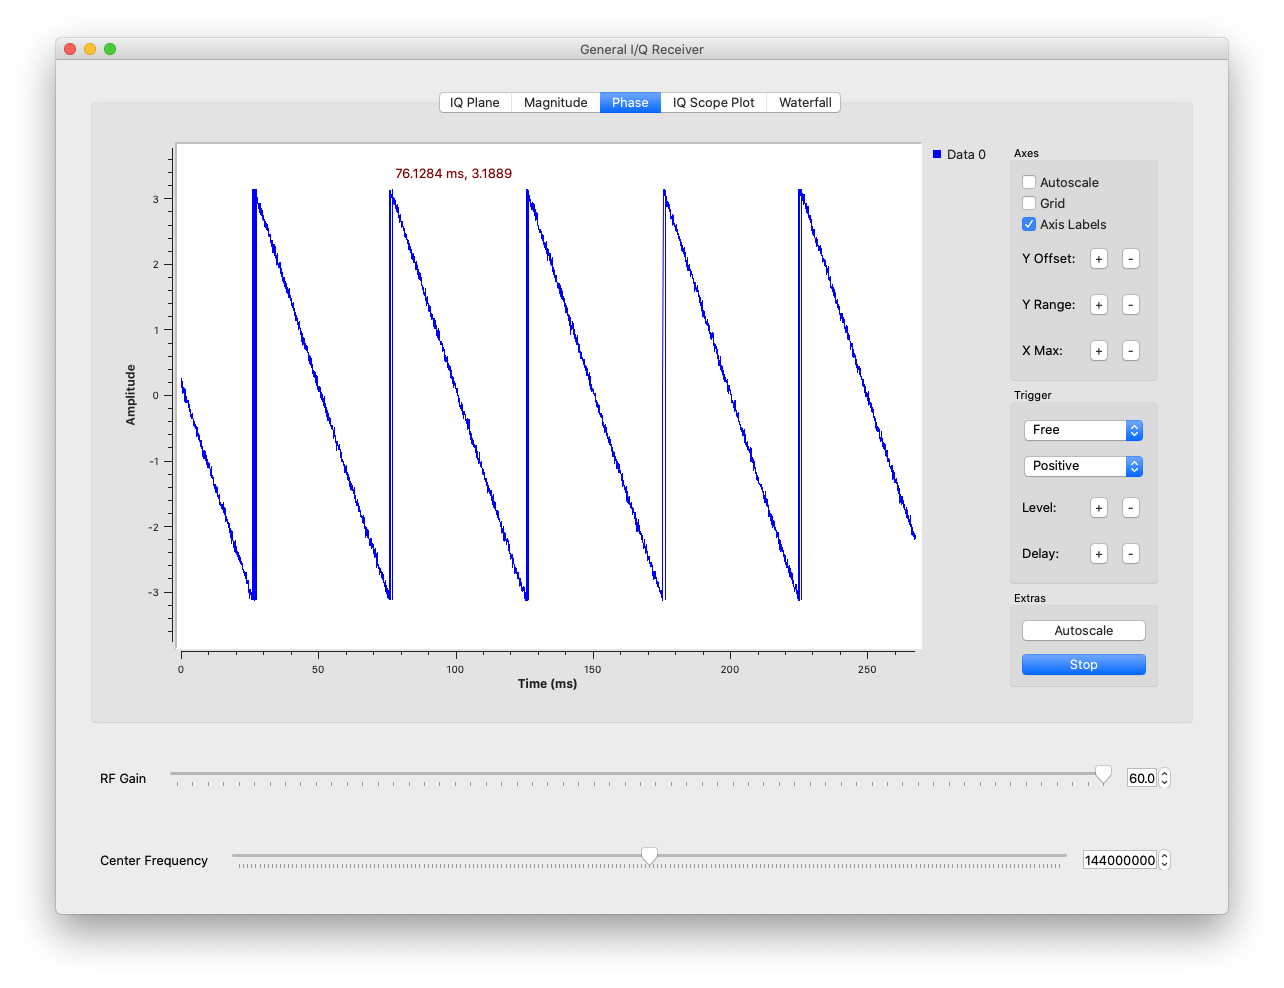 General I/Q Receiver
IQ Plane Magnitude Phase IQ Scope Plot Waterfall
76.1284 ms, 3.1889
Data 0
3
2
1
0
-1
-2
-3
Amplitude
0 50 100 150 200 250
Time (ms)
Axes
Autoscale
Grid
Axis Labels
Y Offset: + -
Y Range: + -
X Max: + -
Trigger
Free
Positive
Level: + -
Delay: + -
Extras
Autoscale
Stop
RF Gain 60.0
Center Frequency 144000000